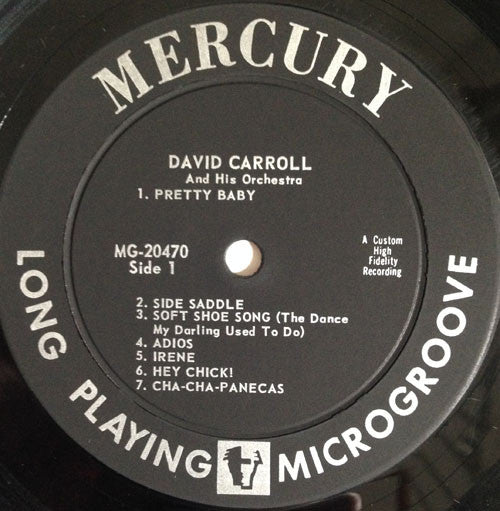 MERCURY
DAVID CARROLL
And His Orchestra
1. PRETTY BABY
MG-20470
Side 1
A Custom
High
Fidelity
Recording
2. SIDE SADDLE
3. SOFT SHOE SONG (The Dance
My Darling Used To Do)
4. ADIOS
5. IRENE
6. HEY CHICK!
7. CHA-CHA-PANECAS
LONG PLAYING MICROGROOVE